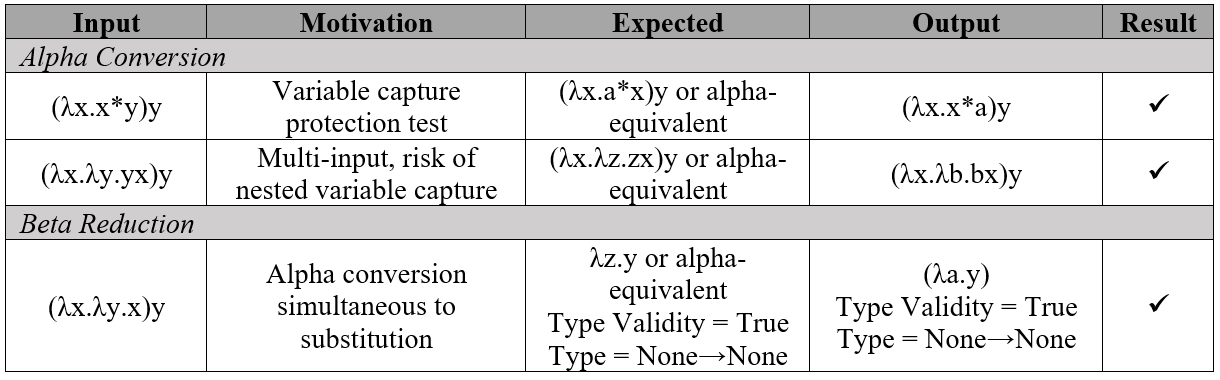 Input Motivation Expected Output Result
Alpha Conversion
(λx.x*y)y Variable capture protection test (λx.a*x)y or alpha-equivalent (λx.x*a)y ✓
(λx.λy.yx)y Multi-input, risk of nested variable capture (λx.λz.zx)y or alpha-equivalent (λx.λb.bx)y ✓
Beta Reduction
(λx.λy.x)y Alpha conversion simultaneous to substitution λz.y or alpha-equivalent Type Validity = True Type = None→None (λa.y) Type Validity = True Type = None→None ✓